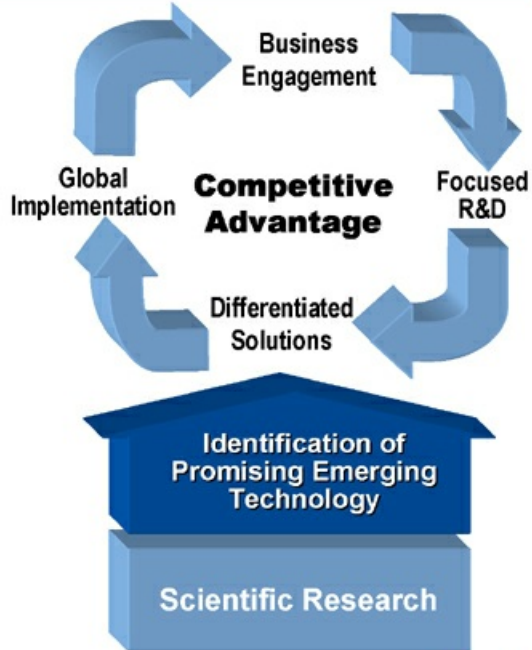 Business
Engagement
Global
Implementation
Competitive
Advantage
Focused
R&D
Differentiated
Solutions
Identification of
Promising Emerging
Technology
Scientific Research